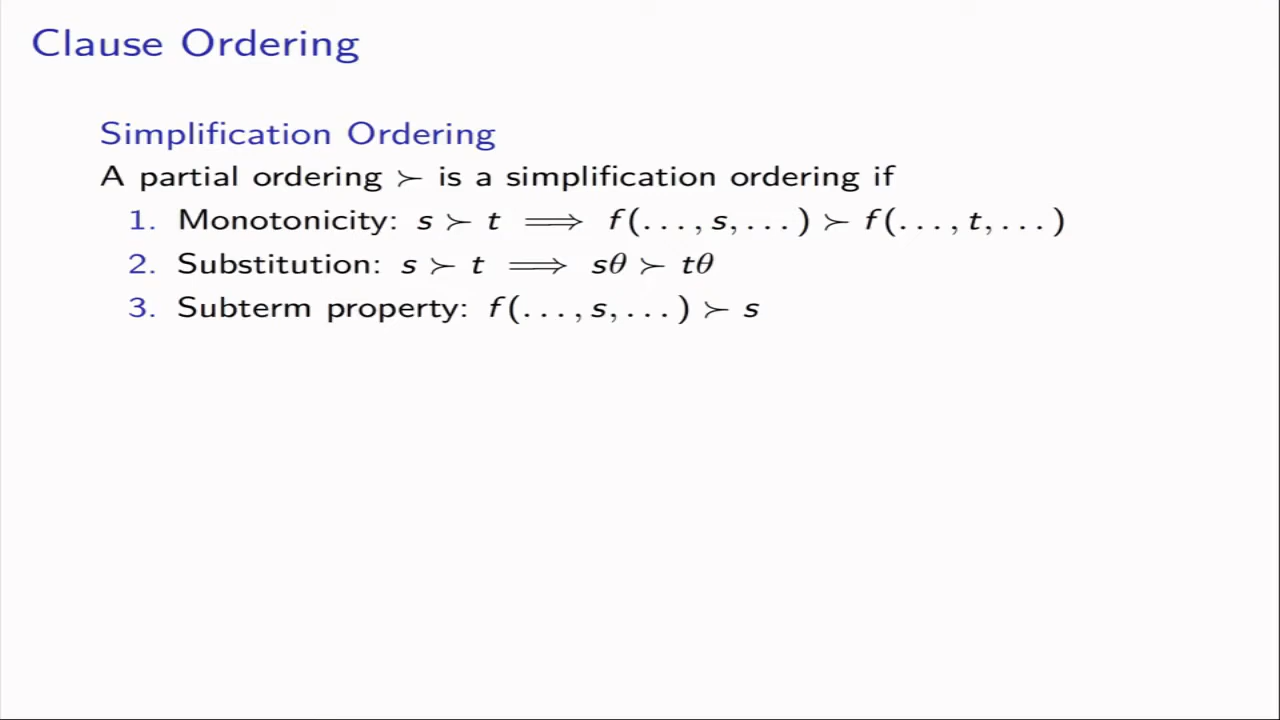 Clause Ordering
Simplification Ordering
A partial ordering ≻ is a simplification ordering if
1. Monotonicity: s ≻ t ⟹ f(...,s,...) ≻ f(...,t,...)
2. Substitution: s ≻ t ⟹ sθ ≻ tθ
3. Subterm property: f(...,s,...) ≻ s